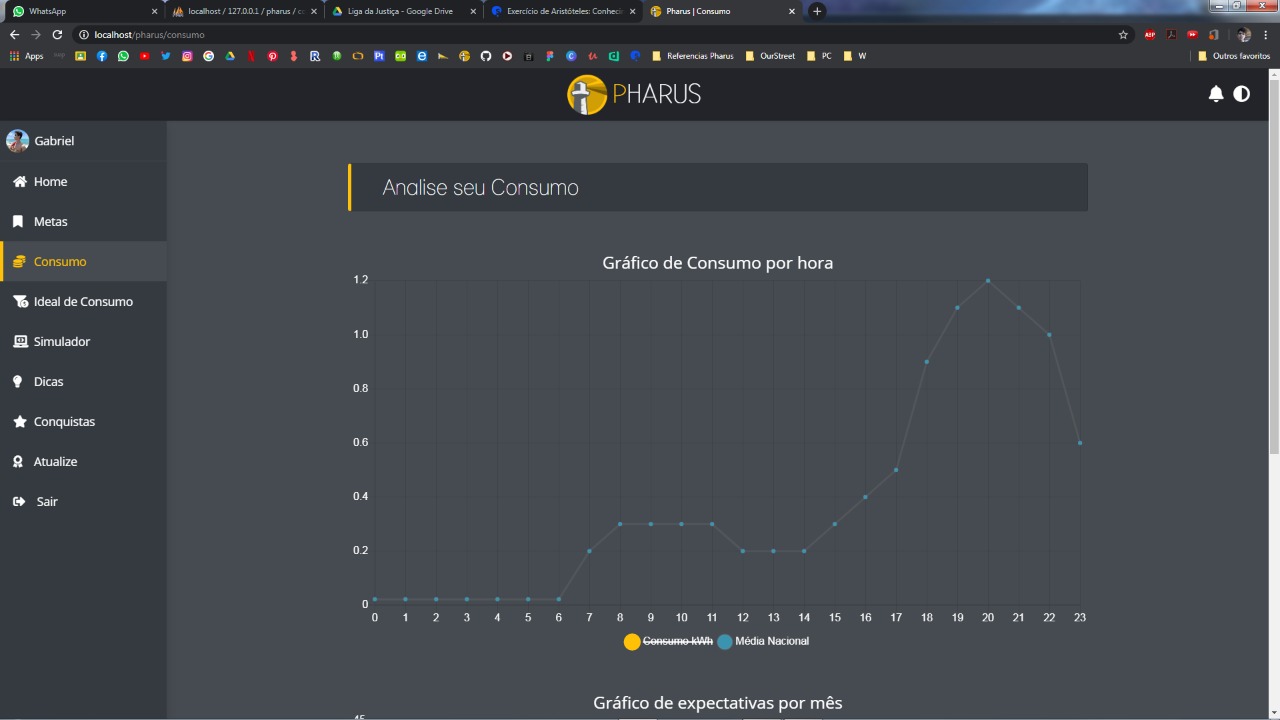 WhatsApp
localhost / 127.0.0.1 / pharus / co
Liga da Justiça - Google Drive
Exercício de Aristóteles: Conheci
Pharus | Consumo
localhost/pharus/consumo
Apps
Referencias Pharus
OurStreet
PC
W
Outros favoritos
PHARUS
Gabriel
Home
Metas
Consumo
Ideal de Consumo
Simulador
Dicas
Conquistas
Atualize
Sair
Analise seu Consumo
Gráfico de Consumo por hora
1.2
1.0
0.8
0.6
0.4
0.2
0
0 1 2 3 4 5 6 7 8 9 10 11 12 13 14 15 16 17 18 19 20 21 22 23
Consumo kWh Média Nacional
Gráfico de expectativas por mês
45